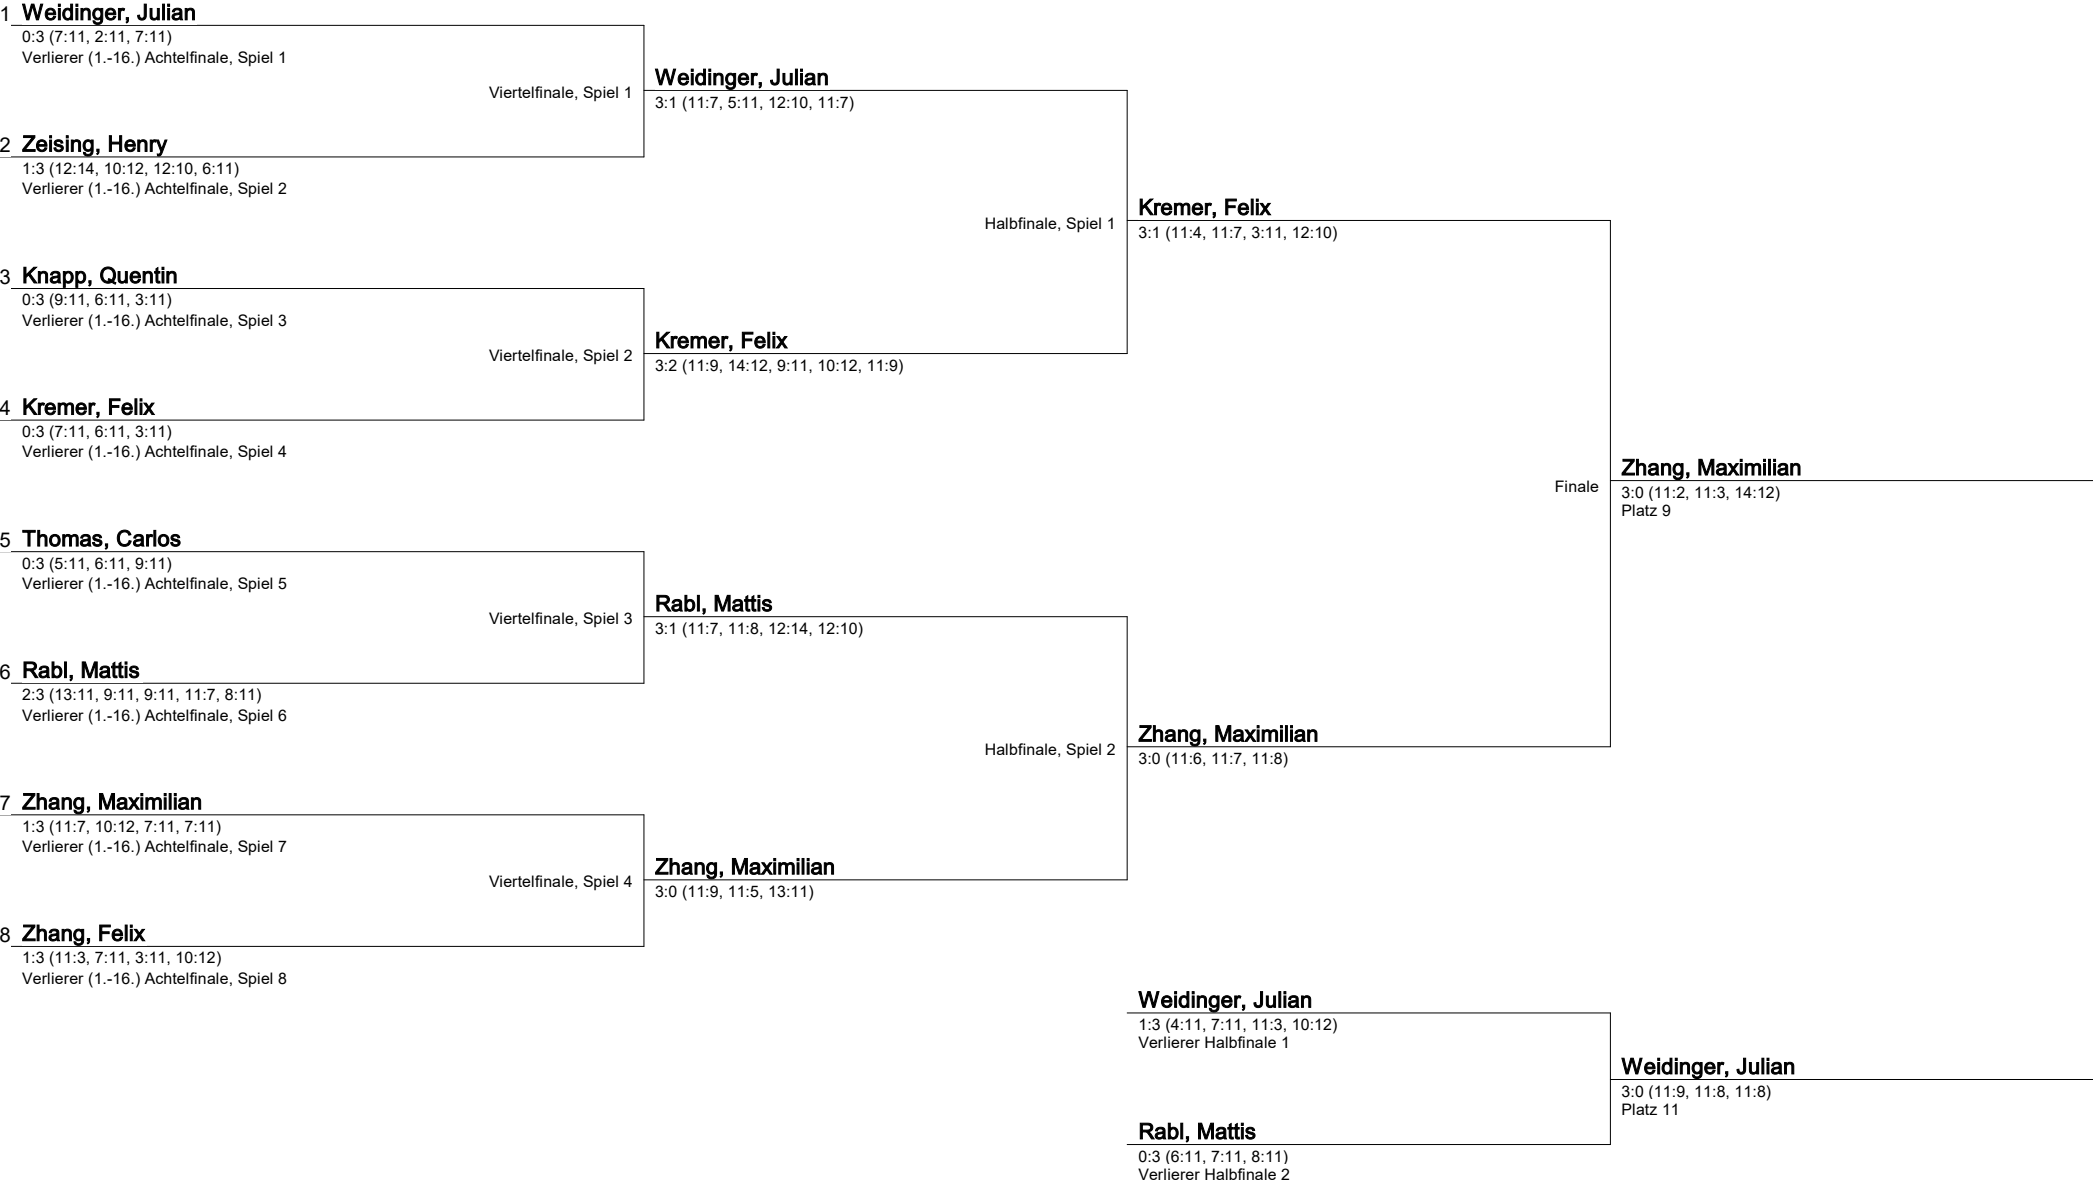 1 Weidinger, Julian
0:3 (7:11, 2:11, 7:11)
Verlierer (1.-16.) Achtelfinale, Spiel 1
Viertelfinale, Spiel 1
Weidinger, Julian
3:1 (11:7, 5:11, 12:10, 11:7)
2 Zeising, Henry
1:3 (12:14, 10:12, 12:10, 6:11)
Verlierer (1.-16.) Achtelfinale, Spiel 2
Halbfinale, Spiel 1
Kremer, Felix
3:1 (11:4, 11:7, 3:11, 12:10)
3 Knapp, Quentin
0:3 (9:11, 6:11, 3:11)
Verlierer (1.-16.) Achtelfinale, Spiel 3
Viertelfinale, Spiel 2
Kremer, Felix
3:2 (11:9, 14:12, 9:11, 10:12, 11:9)
4 Kremer, Felix
0:3 (7:11, 6:11, 3:11)
Verlierer (1.-16.) Achtelfinale, Spiel 4
Finale
Zhang, Maximilian
3:0 (11:2, 11:3, 14:12)
Platz 9
5 Thomas, Carlos
0:3 (5:11, 6:11, 9:11)
Verlierer (1.-16.) Achtelfinale, Spiel 5
Viertelfinale, Spiel 3
Rabl, Mattis
3:1 (11:7, 11:8, 12:14, 12:10)
6 Rabl, Mattis
2:3 (13:11, 9:11, 9:11, 11:7, 8:11)
Verlierer (1.-16.) Achtelfinale, Spiel 6
Halbfinale, Spiel 2
Zhang, Maximilian
3:0 (11:6, 11:7, 11:8)
7 Zhang, Maximilian
1:3 (11:7, 10:12, 7:11, 7:11)
Verlierer (1.-16.) Achtelfinale, Spiel 7
Viertelfinale, Spiel 4
Zhang, Maximilian
3:0 (11:9, 11:5, 13:11)
8 Zhang, Felix
1:3 (11:3, 7:11, 3:11, 10:12)
Verlierer (1.-16.) Achtelfinale, Spiel 8
Weidinger, Julian
1:3 (4:11, 7:11, 11:3, 10:12)
Verlierer Halbfinale 1
Weidinger, Julian
3:0 (11:9, 11:8, 11:8)
Platz 11
Rabl, Mattis
0:3 (6:11, 7:11, 8:11)
Verlierer Halbfinale 2